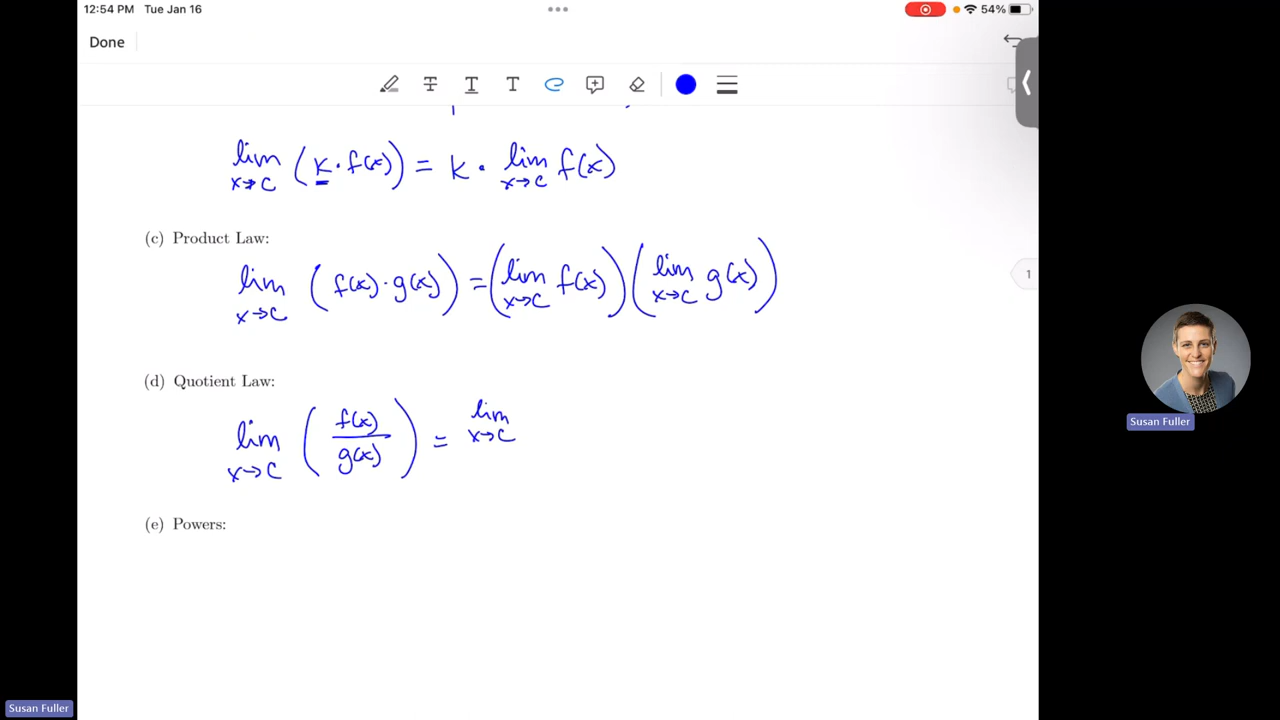 12:54 PM Tue Jan 16
54%
Done
lim (k · f(x)) = k · lim f(x)
x→c x→c
(c) Product Law:
lim (f(x) · g(x)) = (lim f(x)) (lim g(x))
x→c x→c x→c
1
(d) Quotient Law:
lim ( f(x) / g(x) ) = lim
x→c x→c
(e) Powers:
Susan Fuller
Susan Fuller